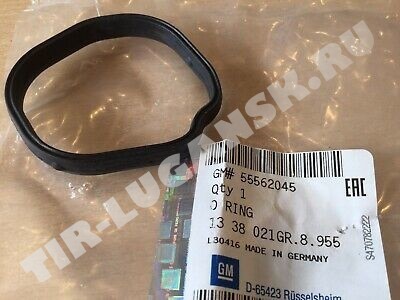 TIR-LUGANSK.RU
GM# 55562045
Qty 1
O RING
13 38 021GR.8.955
L30416 MADE IN GERMANY
GM
D-65423 Rüsselsheim
EAC
S470782222